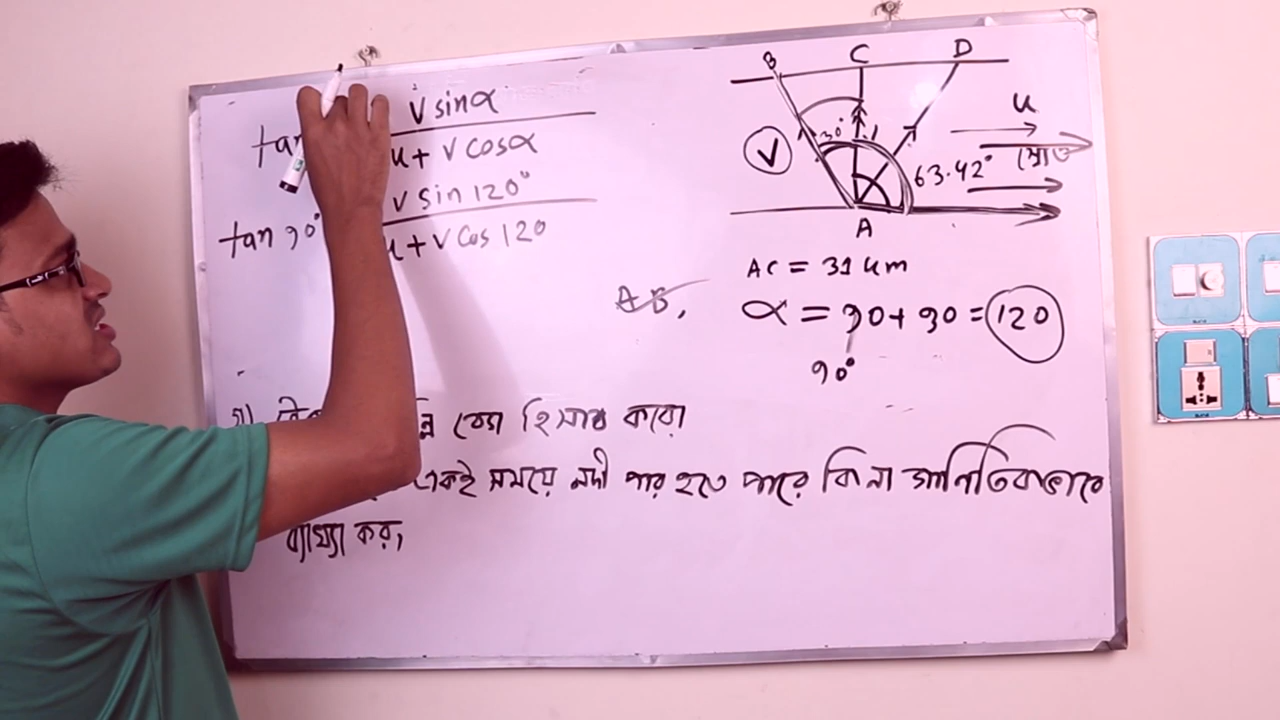 B C D
u
V
30°
স্রোত
63.42°
A
AC = 31 km
AB,
α = 90 + 30 = 120
90°
tan
V sinα
u + V cosα
tan 90°
V sin 120°
u + V cos 120
গ)
বেগ হিসাব করো
একই সময়ে নদী পার হতে পারে কিনা গাণিতিকভাবে
ব্যাখ্যা কর,